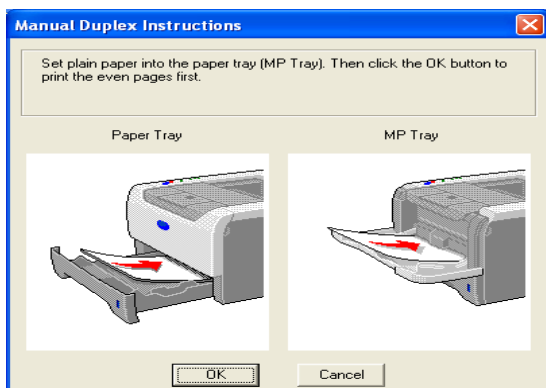 Manual Duplex Instructions
Set plain paper into the paper tray (MP Tray). Then click the OK button to
print the even pages first.
Paper Tray
MP Tray
OK
Cancel